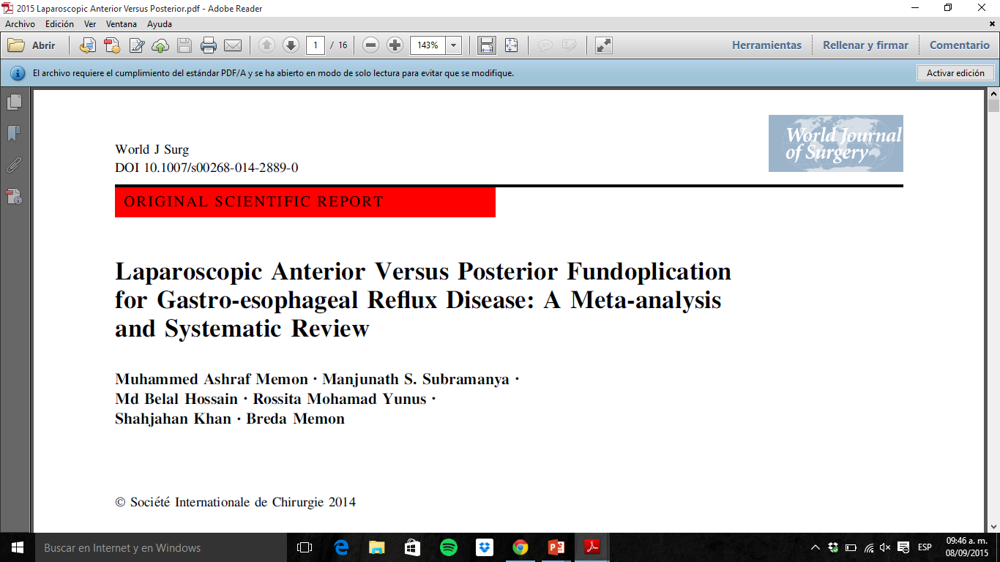 2015 Laparoscopic Anterior Versus Posterior.pdf - Adobe Reader
Archivo Edición Ver Ventana Ayuda
Abrir 1 / 16 143% Herramientas Rellenar y firmar Comentario
El archivo requiere el cumplimiento del estándar PDF/A y se ha abierto en modo de solo lectura para evitar que se modifique. Activar edición
World Journal
of Surgery
World J Surg
DOI 10.1007/s00268-014-2889-0
ORIGINAL SCIENTIFIC REPORT
Laparoscopic Anterior Versus Posterior Fundoplication
for Gastro-esophageal Reflux Disease: A Meta-analysis
and Systematic Review
Muhammed Ashraf Memon · Manjunath S. Subramanya ·
Md Belal Hossain · Rossita Mohamad Yunus ·
Shahjahan Khan · Breda Memon
© Société Internationale de Chirurgie 2014
Buscar en Internet y en Windows
ESP
09:46 a. m.
08/09/2015